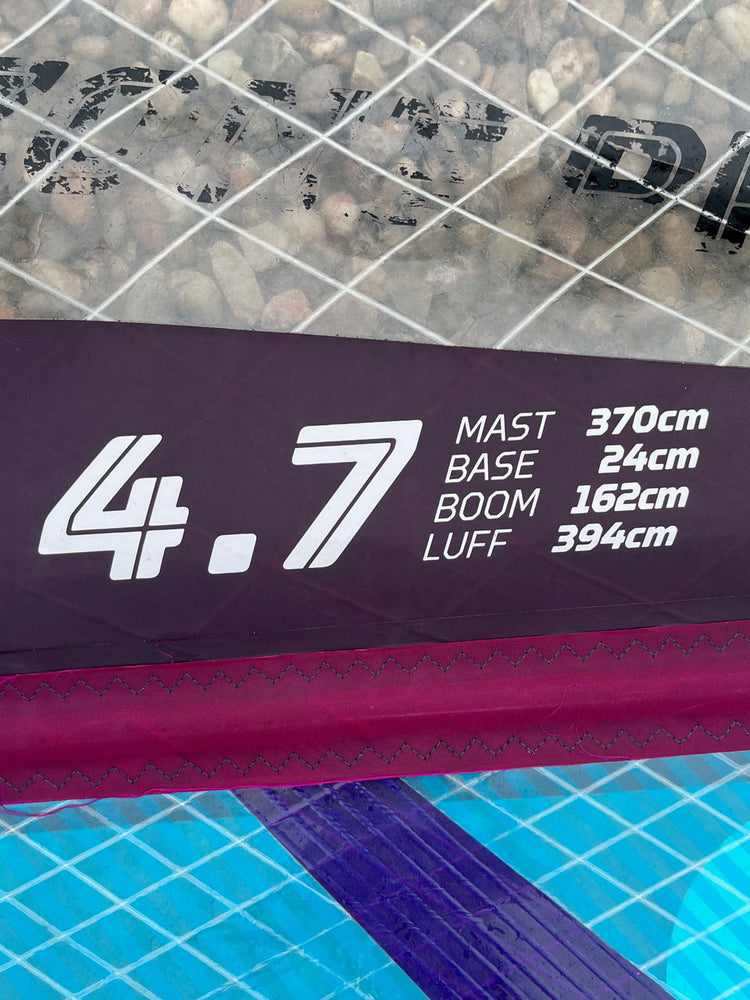 4.7
MAST 370cm
BASE 24cm
BOOM 162cm
LUFF 394cm